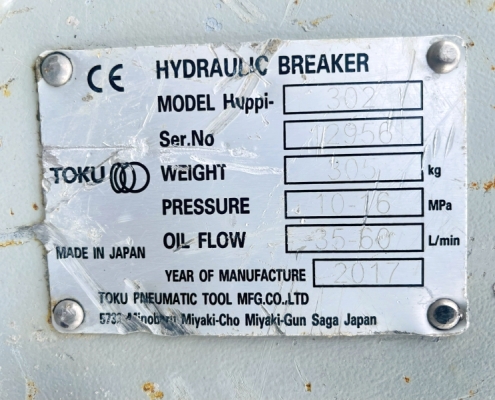 CE HYDRAULIC BREAKER
MODEL Huppi- 302
Ser.No 12956
TOKU WEIGHT 305 kg
PRESSURE 10-16 MPa
OIL FLOW 35-60 L/min
MADE IN JAPAN
YEAR OF MANUFACTURE 2017
TOKU PNEUMATIC TOOL MFG.CO.,LTD
Miyaki-Cho Miyaki-Gun Saga Japan